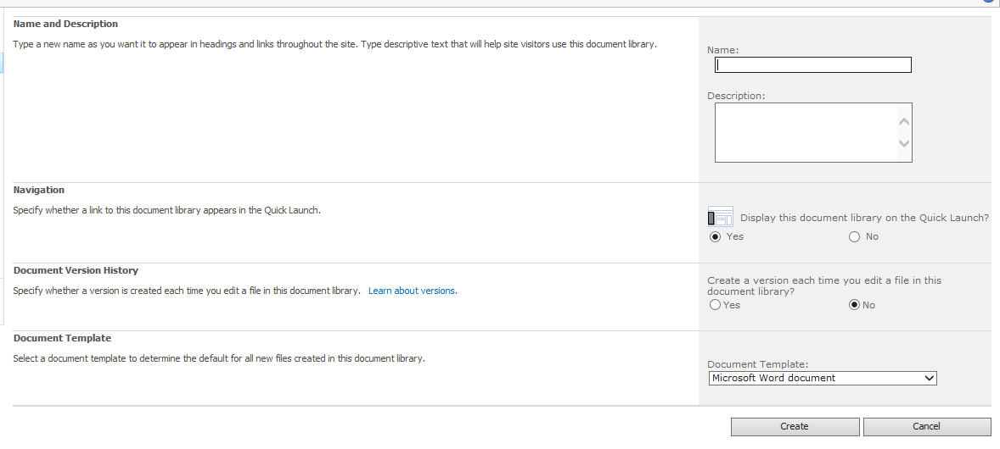 Name and Description
Type a new name as you want it to appear in headings and links throughout the site. Type descriptive text that will help site visitors use this document library.
Name:
Description:
Navigation
Specify whether a link to this document library appears in the Quick Launch.
Display this document library on the Quick Launch?
Yes No
Document Version History
Specify whether a version is created each time you edit a file in this document library. Learn about versions.
Create a version each time you edit a file in this
document library?
Yes No
Document Template
Select a document template to determine the default for all new files created in this document library.
Document Template:
Microsoft Word document
Create Cancel